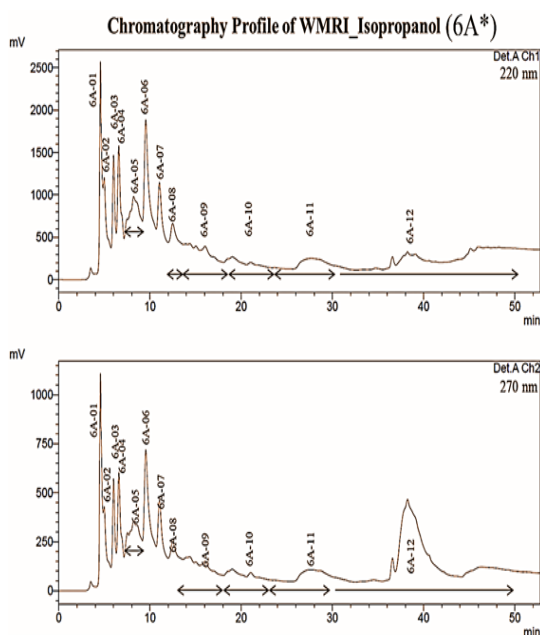 Chromatography Profile of WMRI_Isopropanol (6A*)
mV
Det.A Ch1
220 nm
2500
2000
1500
1000
500
0
6A-01
6A-02
6A-03
6A-04
6A-05
6A-06
6A-07
6A-08
6A-09
6A-10
6A-11
6A-12
0 10 20 30 40 50
min
mV
Det.A Ch2
270 nm
1000
750
500
250
0
6A-01
6A-02
6A-03
6A-04
6A-05
6A-06
6A-07
6A-08
6A-09
6A-10
6A-11
6A-12
0 10 20 30 40 50
min